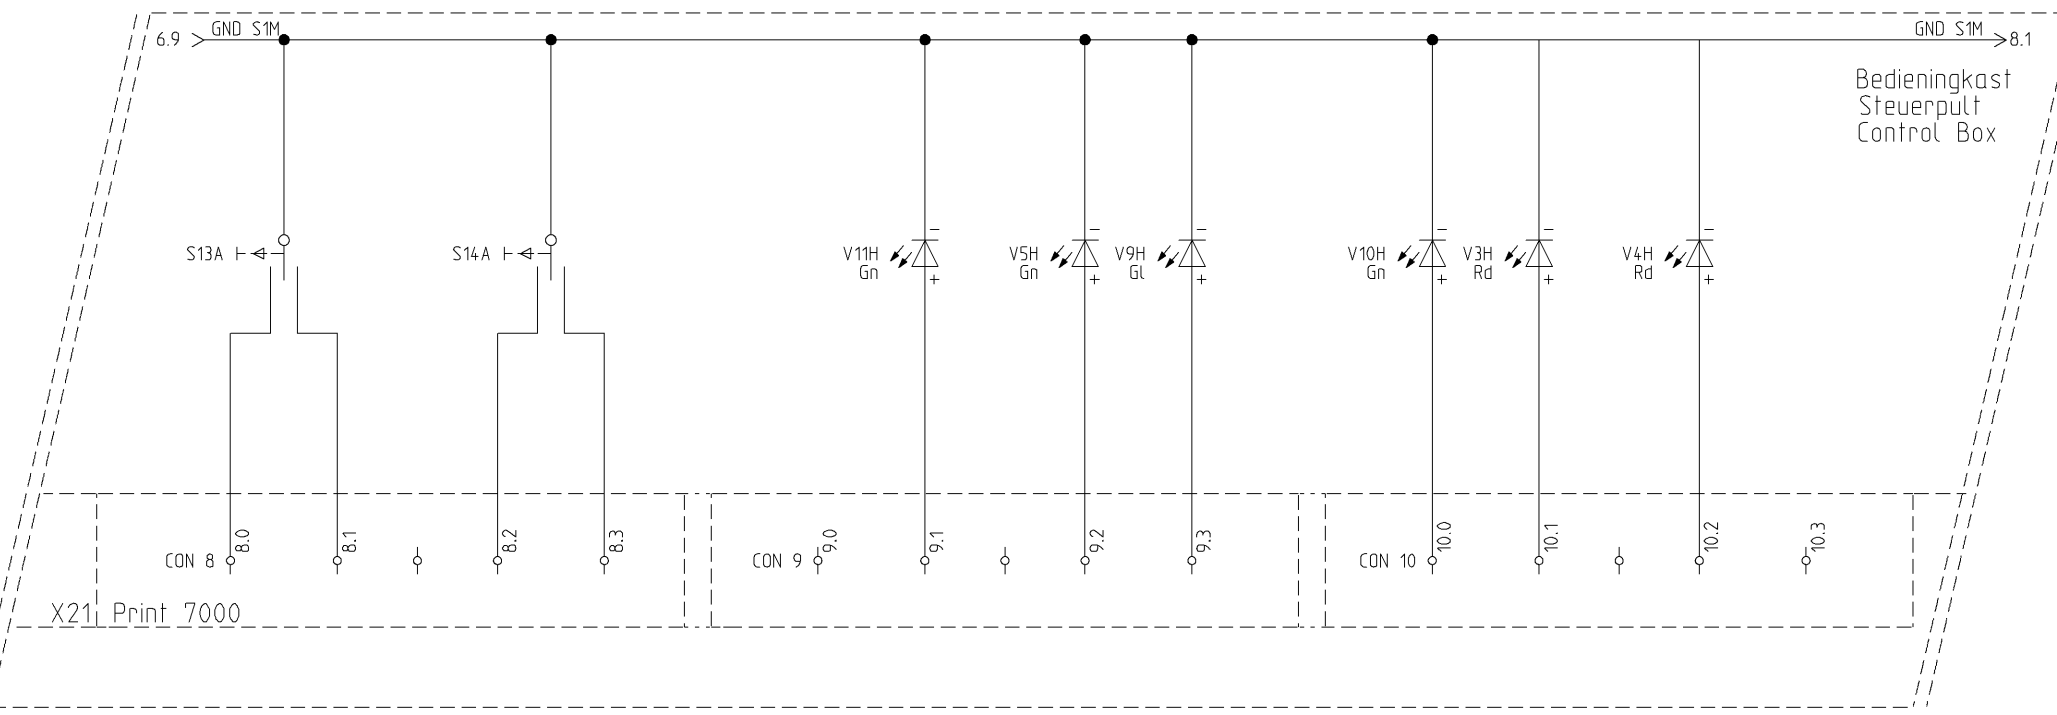 6.9 GND S1M GND S1M 8.1
Bedieningkast
Steuerpult
Control Box
S13A S14A V11H V5H V9H V10H V3H V4H
Gn Gn Gl Gn Rd Rd
- + - + - + - + - + - +
8.0 8.1 8.2 8.3 9.0 9.1 9.2 9.3 10.0 10.1 10.2 10.3
CON 8 CON 9 CON 10
X21 Print 7000